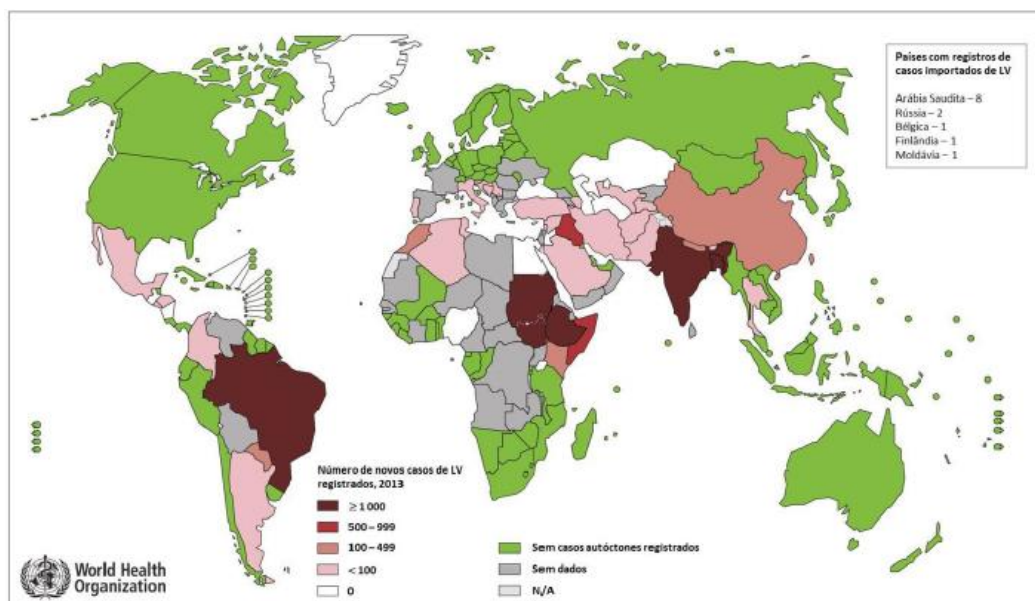 Países com registros de
casos importados de LV
Arábia Saudita – 8
Rússia – 2
Bélgica – 1
Finlândia – 1
Moldávia – 1
Número de novos casos de LV
registrados, 2013
≥ 1 000
500 – 999
100 – 499
< 100
0
Sem casos autóctones registrados
Sem dados
N/A
World Health
Organization